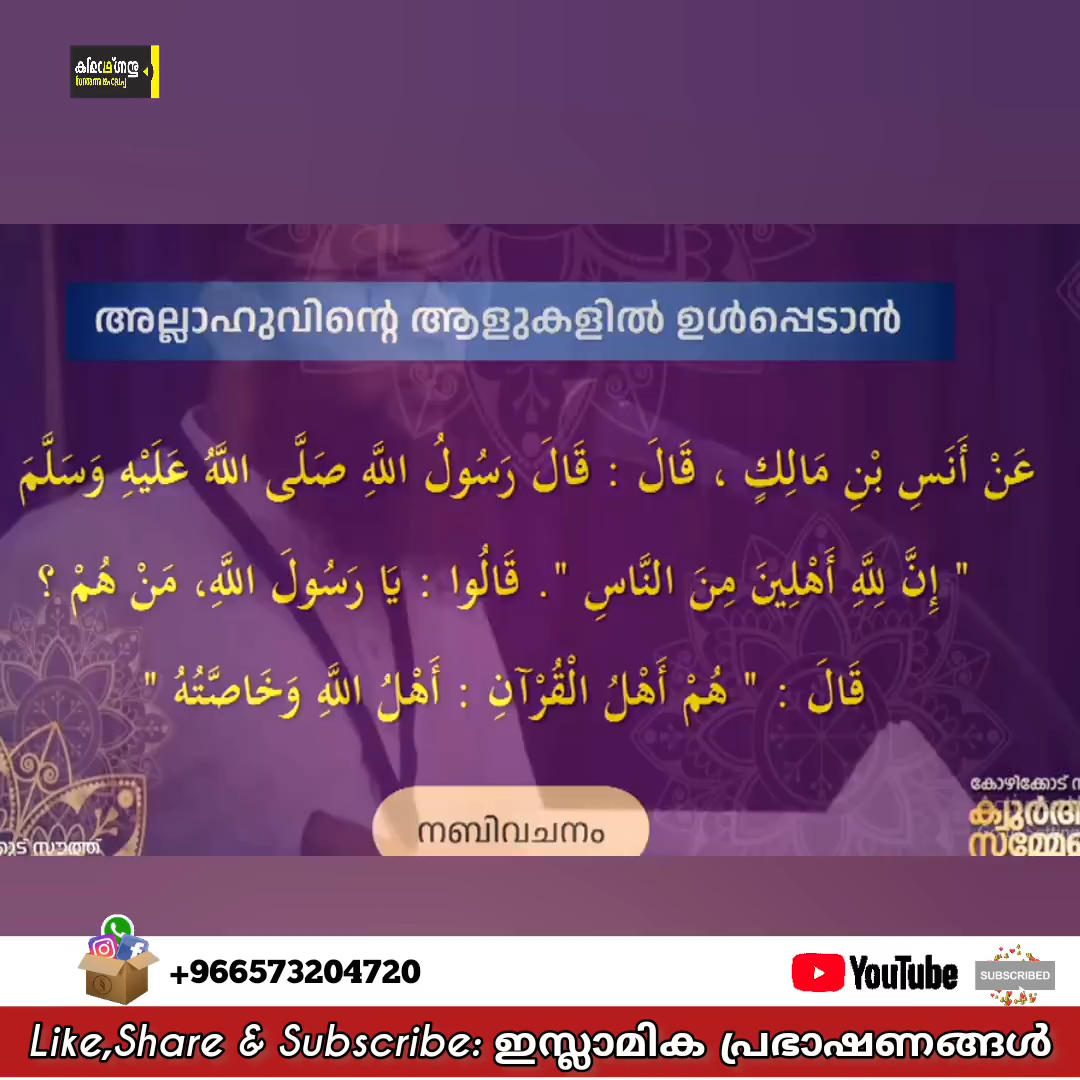 അല്ലാഹുവിന്റെ ആളുകളിൽ ഉൾപ്പെടാൻ
عَنْ أَنَسِ بْنِ مَالِكٍ ، قَالَ : قَالَ رَسُولُ اللَّهِ صَلَّى اللَّهُ عَلَيْهِ وَسَلَّمَ
" إِنَّ لِلَّهِ أَهْلِينَ مِنَ النَّاسِ ". قَالُوا : يَا رَسُولَ اللَّهِ، مَنْ هُمْ ؟
قَالَ : " هُمْ أَهْلُ الْقُرْآنِ : أَهْلُ اللَّهِ وَخَاصَّتُهُ "
നബിവചനം
കോഴിക്കോട്
സൗത്ത്
+966573204720
YouTube
SUBSCRIBED
Like,Share & Subscribe: ഇസ്ലാമിക പ്രഭാഷണങ്ങൾ